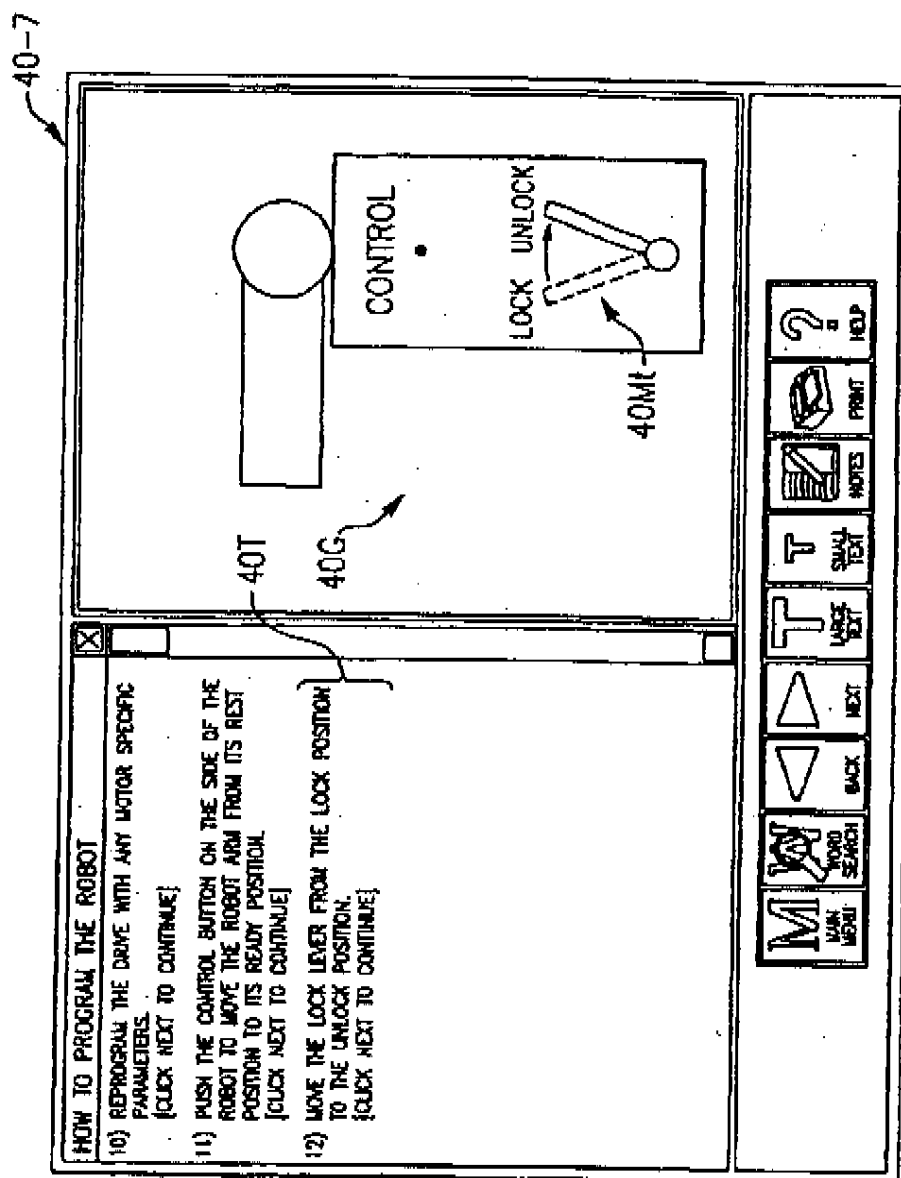 40-7
HOW TO PROGRAM THE ROBOT
10) REPROGRAM THE DRIVE WITH ANY MOTOR SPECIFIC
PARAMETERS.
[CLICK NEXT TO CONTINUE]
11) PUSH THE CONTROL BUTTON ON THE SIDE OF THE
ROBOT TO MOVE THE ROBOT ARM FROM ITS REST
POSITION TO ITS READY POSITION.
[CLICK NEXT TO CONTINUE]
12) MOVE THE LOCK LEVER FROM THE LOCK POSITION
TO THE UNLOCK POSITION.
[CLICK NEXT TO CONTINUE]
40T
40G
CONTROL
LOCK UNLOCK
40Mt
M
MAIN
MENU
WORD
SEARCH
BACK
NEXT
T
LARGE
TEXT
T
SMALL
TEXT
NOTES
PRINT
?
HELP